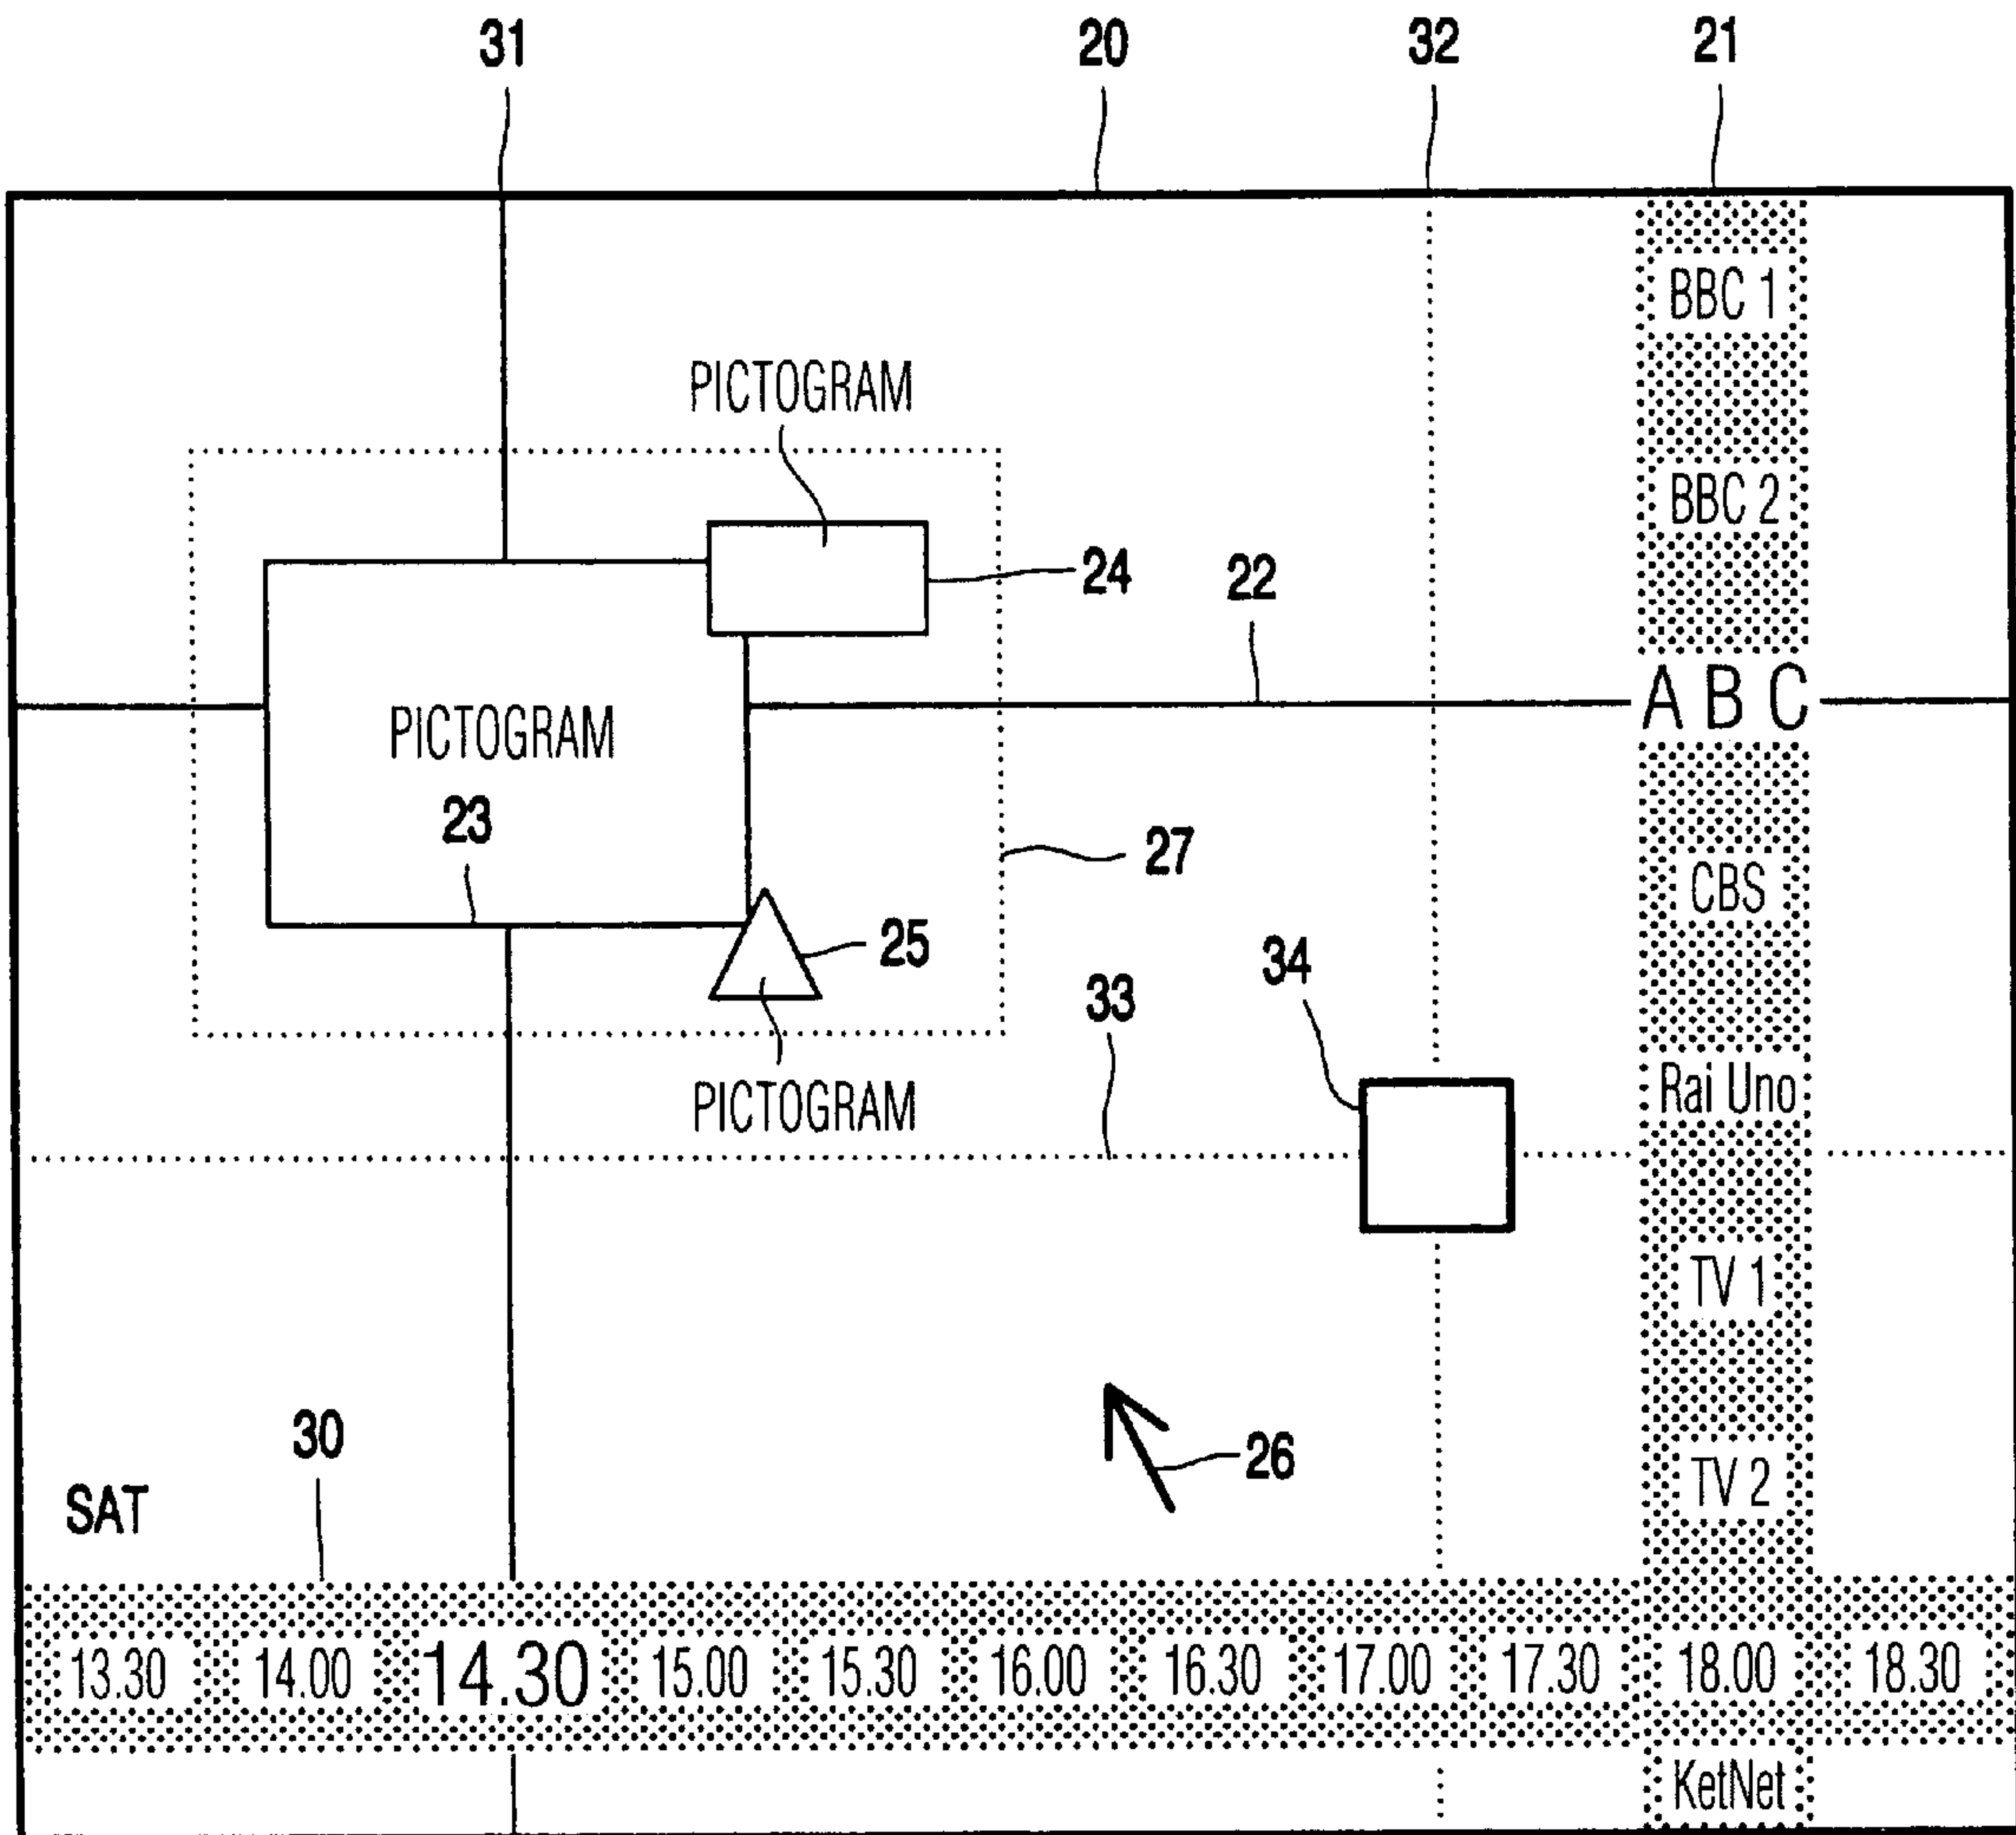 31 20 32 21
BBC 1
PICTOGRAM
BBC 2
24
22
A B C
PICTOGRAM
23
27
CBS
25
34
33
Rai Uno
PICTOGRAM
TV 1
30
26
TV 2
SAT
13.30 14.00 14.30 15.00 15.30 16.00 16.30 17.00 17.30 18.00 18.30
KetNet